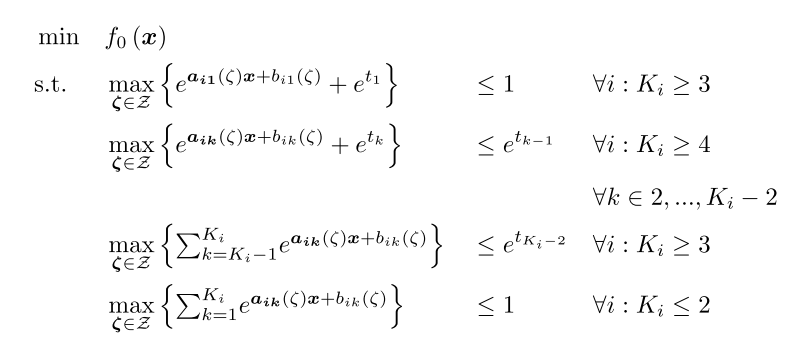 min f₀ (𝒙)
s.t. max_{𝜻∈𝒵} { e^{𝒂_{𝒊𝟏}(ζ)𝒙+b_{i1}(ζ)} + e^{t_1} } ≤ 1 ∀i : K_i ≥ 3
max_{𝜻∈𝒵} { e^{𝒂_{𝒊𝒌}(ζ)𝒙+b_{ik}(ζ)} + e^{t_k} } ≤ e^{t_{k−1}} ∀i : K_i ≥ 4
∀k ∈ 2, ..., K_i − 2
max_{𝜻∈𝒵} { ∑_{k=K_i−1}^{K_i} e^{𝒂_{𝒊𝒌}(ζ)𝒙+b_{ik}(ζ)} } ≤ e^{t_{K_i−2}} ∀i : K_i ≥ 3
max_{𝜻∈𝒵} { ∑_{k=1}^{K_i} e^{𝒂_{𝒊𝒌}(ζ)𝒙+b_{ik}(ζ)} } ≤ 1 ∀i : K_i ≤ 2